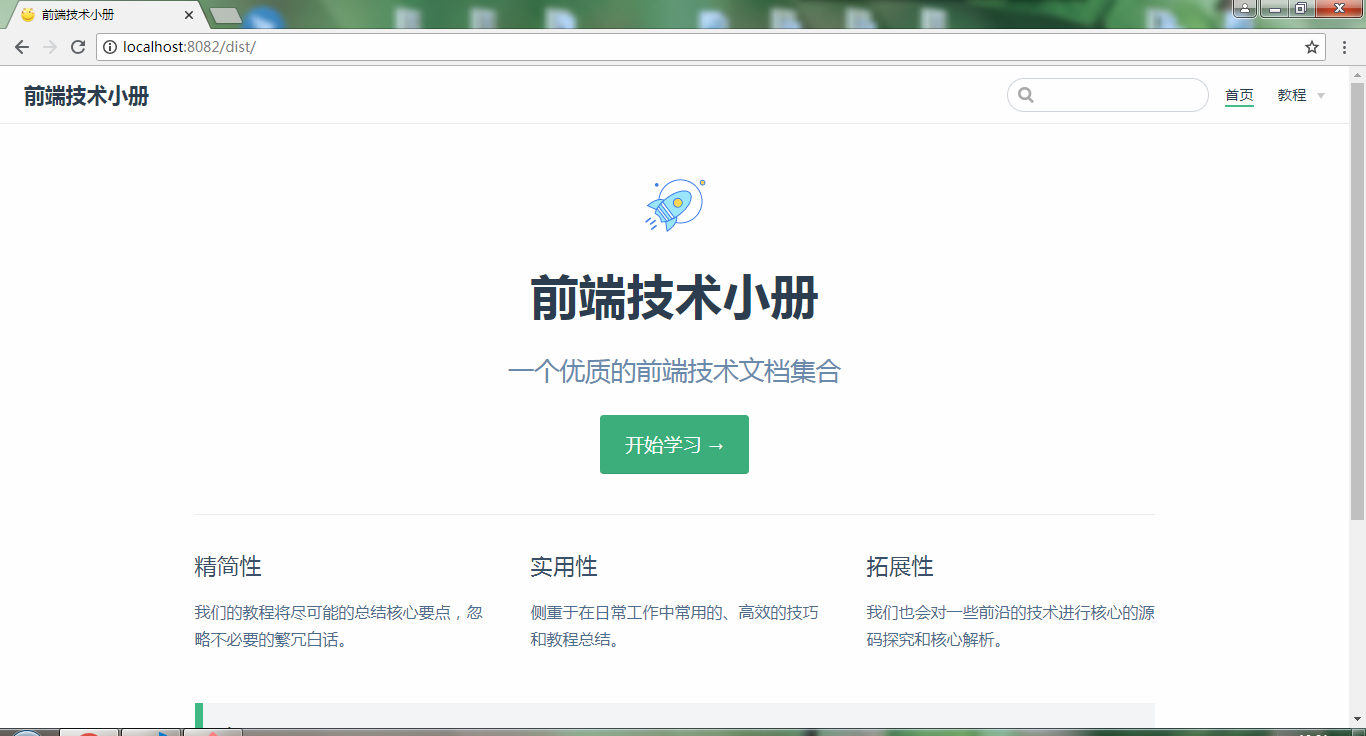 前端技术小册
localhost:8082/dist/
前端技术小册
首页
教程
前端技术小册
一个优质的前端技术文档集合
开始学习 →
精简性
我们的教程将尽可能的总结核心要点，忽
略不必要的繁冗白话。
实用性
侧重于在日常工作中常用的、高效的技巧
和教程总结。
拓展性
我们也会对一些前沿的技术进行核心的源
码探究和核心解析。